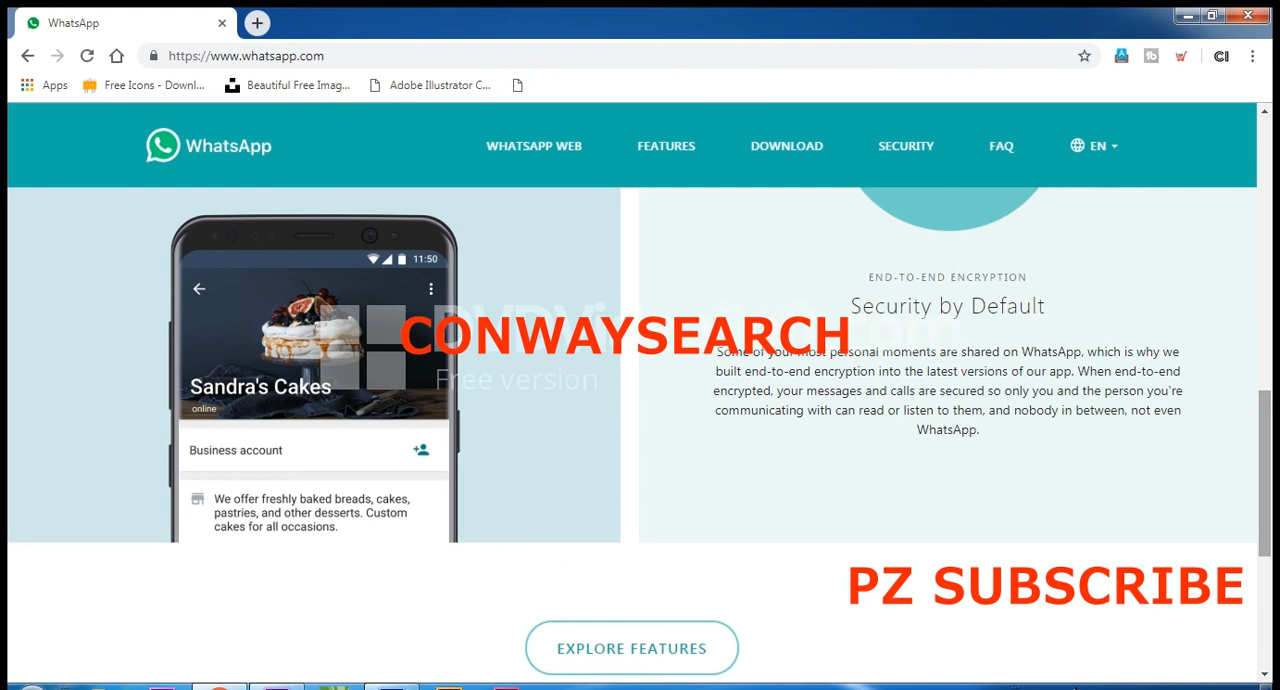 WhatsApp
https://www.whatsapp.com
Apps
Free Icons - Downl...
Beautiful Free Imag...
Adobe Illustrator C...
WhatsApp
WHATSAPP WEB
FEATURES
DOWNLOAD
SECURITY
FAQ
EN
11:50
Sandra's Cakes
online
Business account
We offer freshly baked breads, cakes,
pastries, and other desserts. Custom
cakes for all occasions.
END-TO-END ENCRYPTION
Security by Default
CONWAYSEARCH
Free version
Some of your most personal moments are shared on WhatsApp, which is why we
built end-to-end encryption into the latest versions of our app. When end-to-end
encrypted, your messages and calls are secured so only you and the person you're
communicating with can read or listen to them, and nobody in between, not even
WhatsApp.
PZ SUBSCRIBE
EXPLORE FEATURES